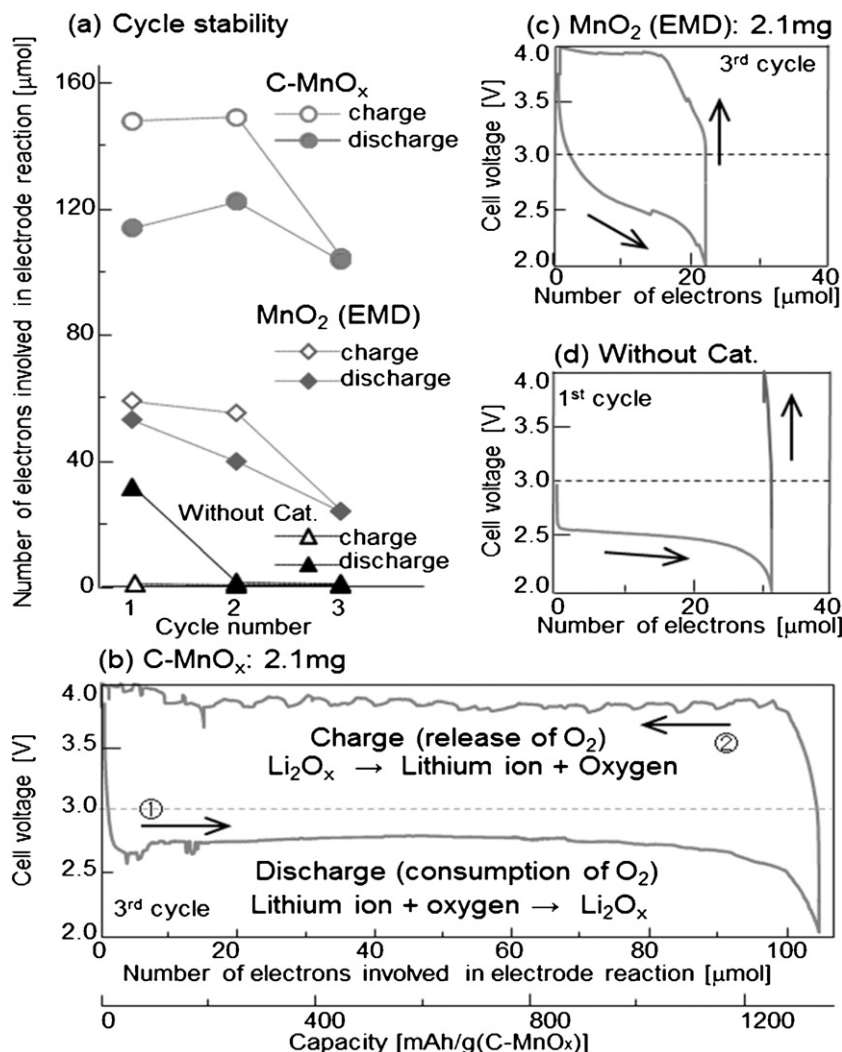 (a) Cycle stability
Number of electrons involved in electrode reaction [μmol]
160
120
80
40
0
C-MnOₓ
charge
discharge
MnO₂ (EMD)
charge
discharge
Without Cat.
charge
discharge
1 2 3
Cycle number
(c) MnO₂ (EMD): 2.1mg
3rd cycle
Cell voltage [V]
4.0
3.5
3.0
2.5
2.0
0 20 40
Number of electrons [μmol]
(d) Without Cat.
1st cycle
Cell voltage [V]
4.0
3.5
3.0
2.5
2.0
0 20 40
Number of electrons [μmol]
(b) C-MnOₓ: 2.1mg
Cell voltage [V]
4.0
3.5
3.0
2.5
2.0
Charge (release of O₂)
②
Li₂Oₓ → Lithium ion + Oxygen
①
Discharge (consumption of O₂)
Lithium ion + oxygen → Li₂Oₓ
3rd cycle
0 20 40 60 80 100
Number of electrons involved in electrode reaction [μmol]
0 400 800 1200
Capacity [mAh/g(C-MnOₓ)]